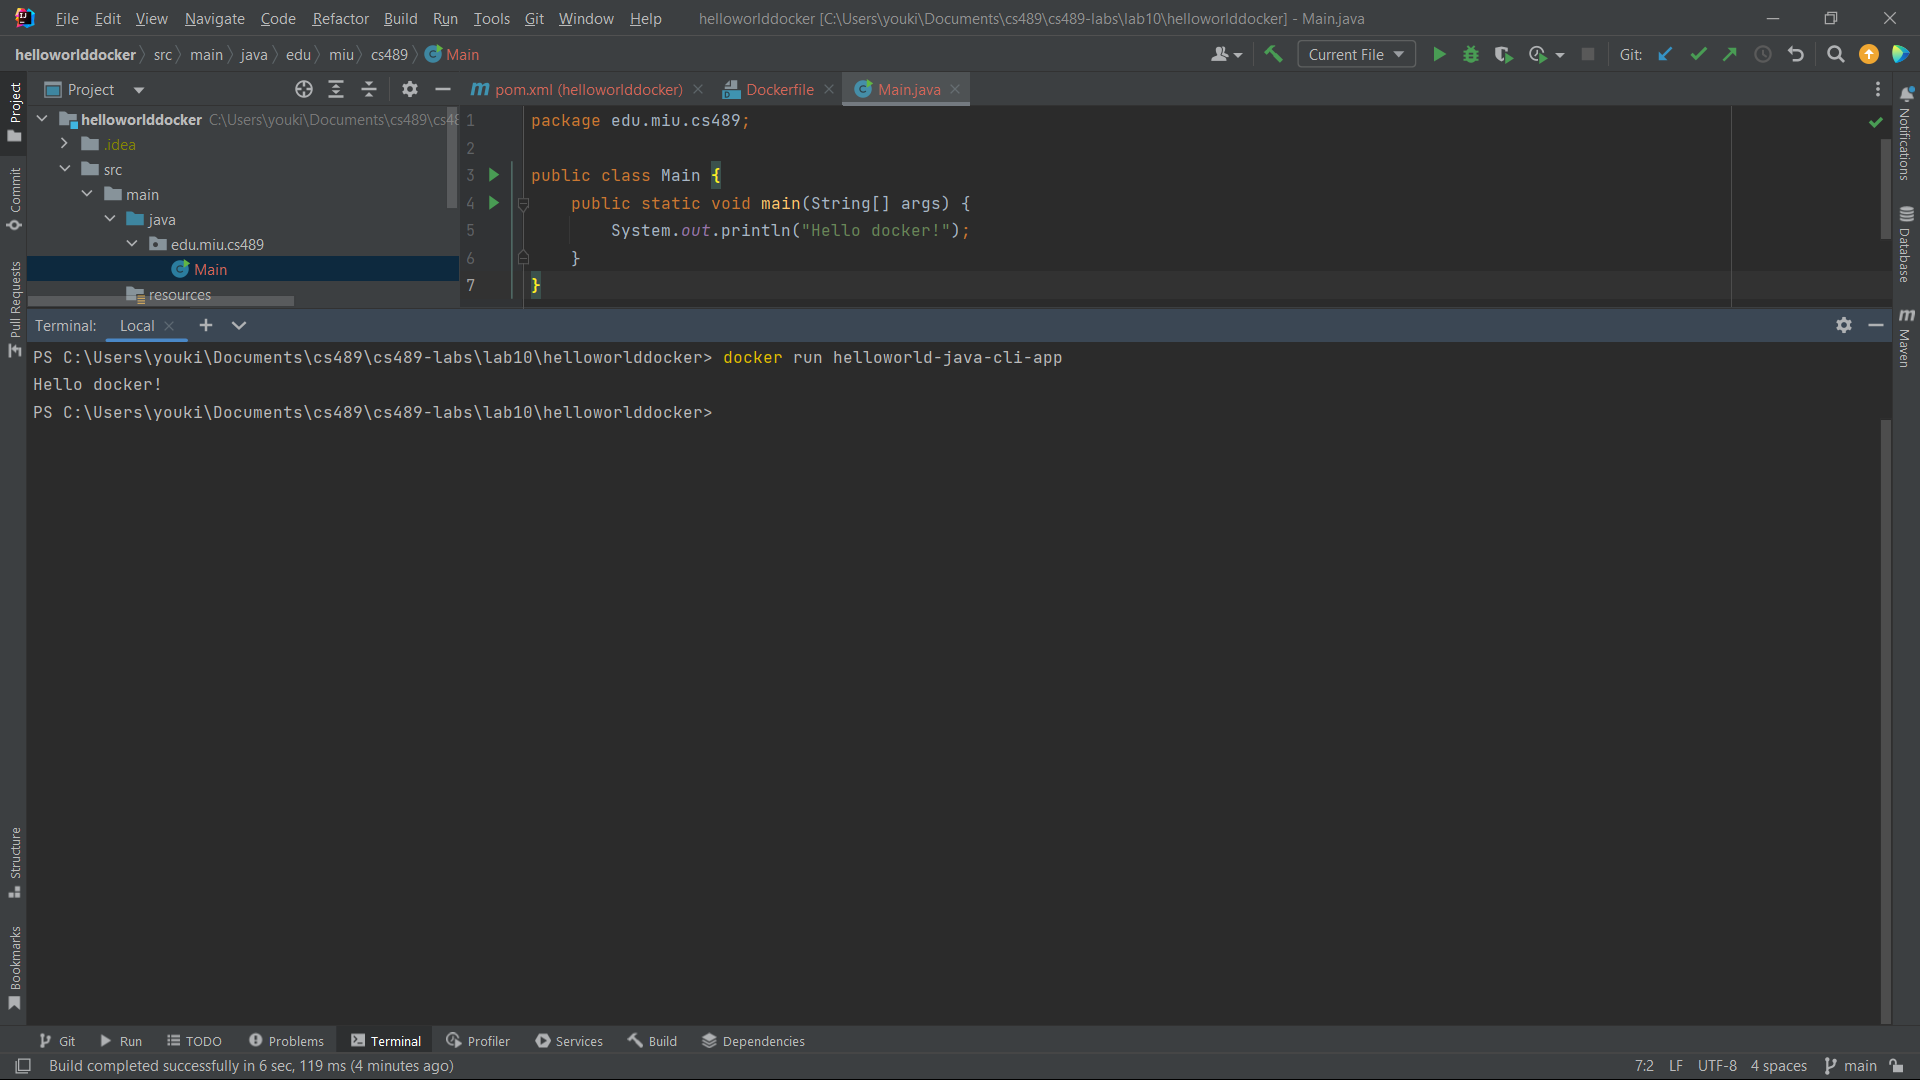 File Edit View Navigate Code Refactor Build Run Tools Git Window Help helloworlddocker [C:\Users\youki\Documents\cs489\cs489-labs\lab10\helloworlddocker] - Main.java
helloworlddocker src main java edu miu cs489 Main Current File Git:
Project pom.xml (helloworlddocker) Dockerfile Main.java
helloworlddocker C:\Users\youki\Documents\cs489\cs48
.idea
src
main
java
edu.miu.cs489
Main
resources
1 package edu.miu.cs489;
2
3 public class Main {
4 public static void main(String[] args) {
5 System.out.println("Hello docker!");
6 }
7 }
Terminal: Local
PS C:\Users\youki\Documents\cs489\cs489-labs\lab10\helloworlddocker> docker run helloworld-java-cli-app
Hello docker!
PS C:\Users\youki\Documents\cs489\cs489-labs\lab10\helloworlddocker>
Project
Commit
Pull Requests
Structure
Bookmarks
Notifications
Database
Maven
Git Run TODO Problems Terminal Profiler Services Build Dependencies
Build completed successfully in 6 sec, 119 ms (4 minutes ago) 7:2 LF UTF-8 4 spaces main